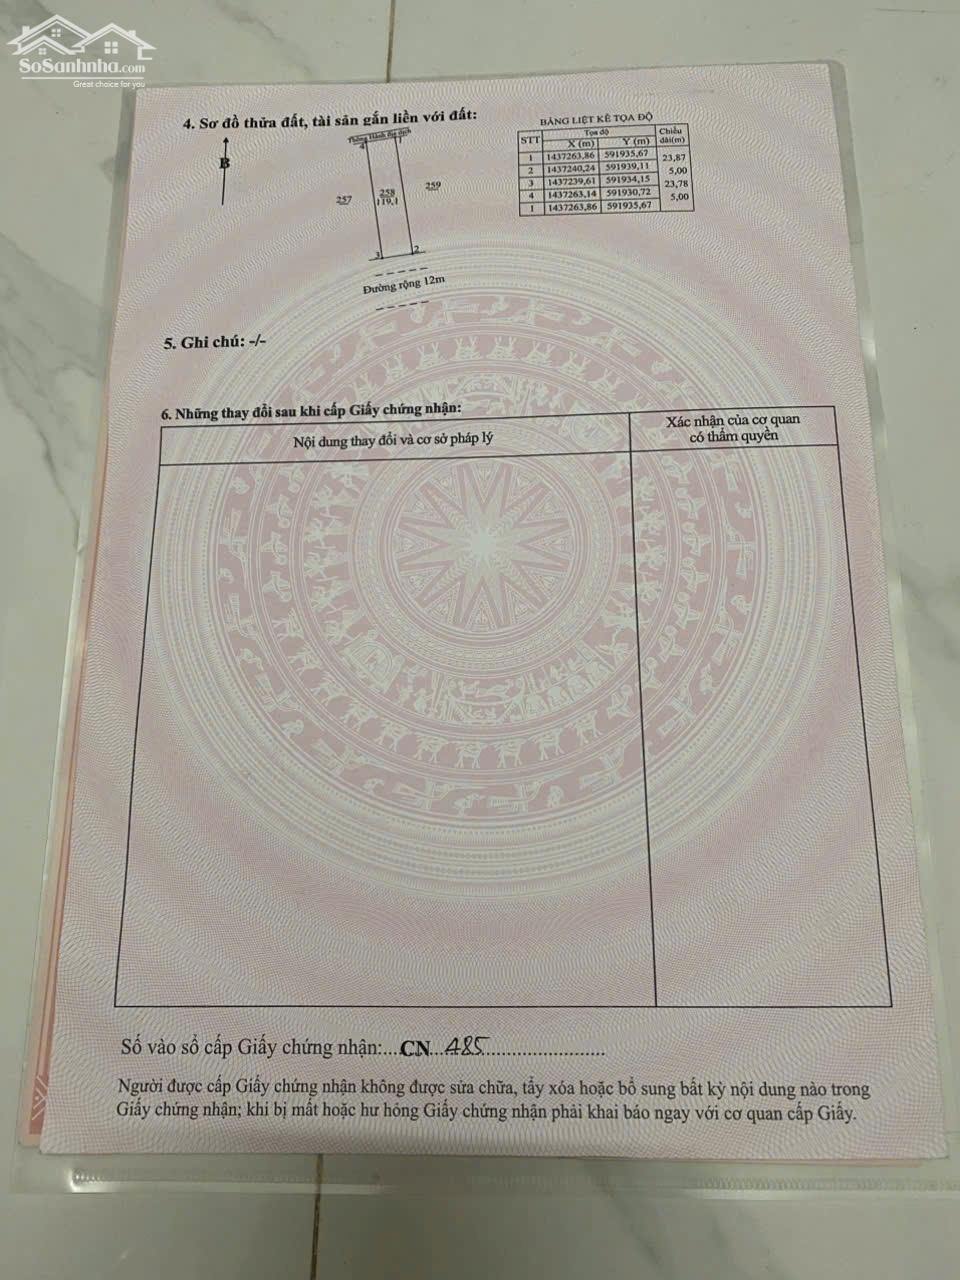 SoSanhnha.com
Great choice for you
4. Sơ đồ thửa đất, tài sản gắn liền với đất:
B
4
1
257
258
119,1
259
3
2
Đường rộng 12m
BẢNG LIỆT KÊ TỌA ĐỘ
STT Tọa độ Chiều dài(m)
X (m) Y (m)
1 1437263,86 591935,67
23,87
2 1437240,24 591939,11
5,00
3 1437239,61 591934,15
23,78
4 1437263,14 591930,72
5,00
1 1437263,86 591935,67
5. Ghi chú: -/-
6. Những thay đổi sau khi cấp Giấy chứng nhận:
Nội dung thay đổi và cơ sở pháp lý
Xác nhận của cơ quan
có thẩm quyền
Số vào sổ cấp Giấy chứng nhận:...CN...485........................
Người được cấp Giấy chứng nhận không được sửa chữa, tẩy xóa hoặc bổ sung bất kỳ nội dung nào trong
Giấy chứng nhận; khi bị mất hoặc hư hỏng Giấy chứng nhận phải khai báo ngay với cơ quan cấp Giấy.